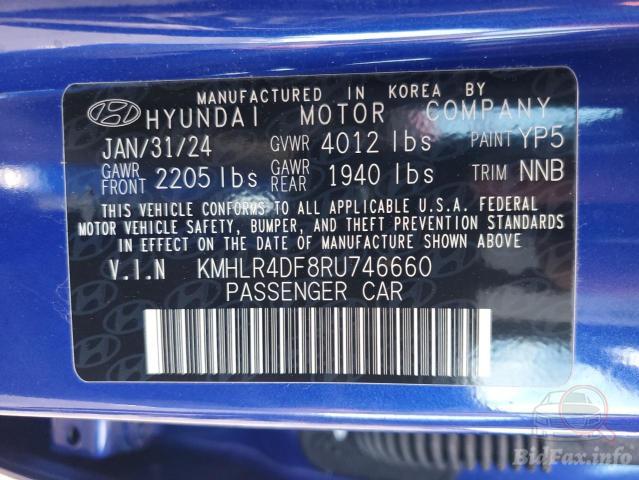 MANUFACTURED IN KOREA BY
HYUNDAI MOTOR COMPANY
JAN/31/24 GVWR 4012 lbs PAINT YP5
GAWR FRONT 2205 lbs GAWR REAR 1940 lbs TRIM NNB
THIS VEHICLE CONFORMS TO ALL APPLICABLE U.S.A. FEDERAL
MOTOR VEHICLE SAFETY, BUMPER, AND THEFT PREVENTION STANDARDS
IN EFFECT ON THE DATE OF MANUFACTURE SHOWN ABOVE
V.I.N KMHLR4DF8RU746660
PASSENGER CAR
BidFax.info